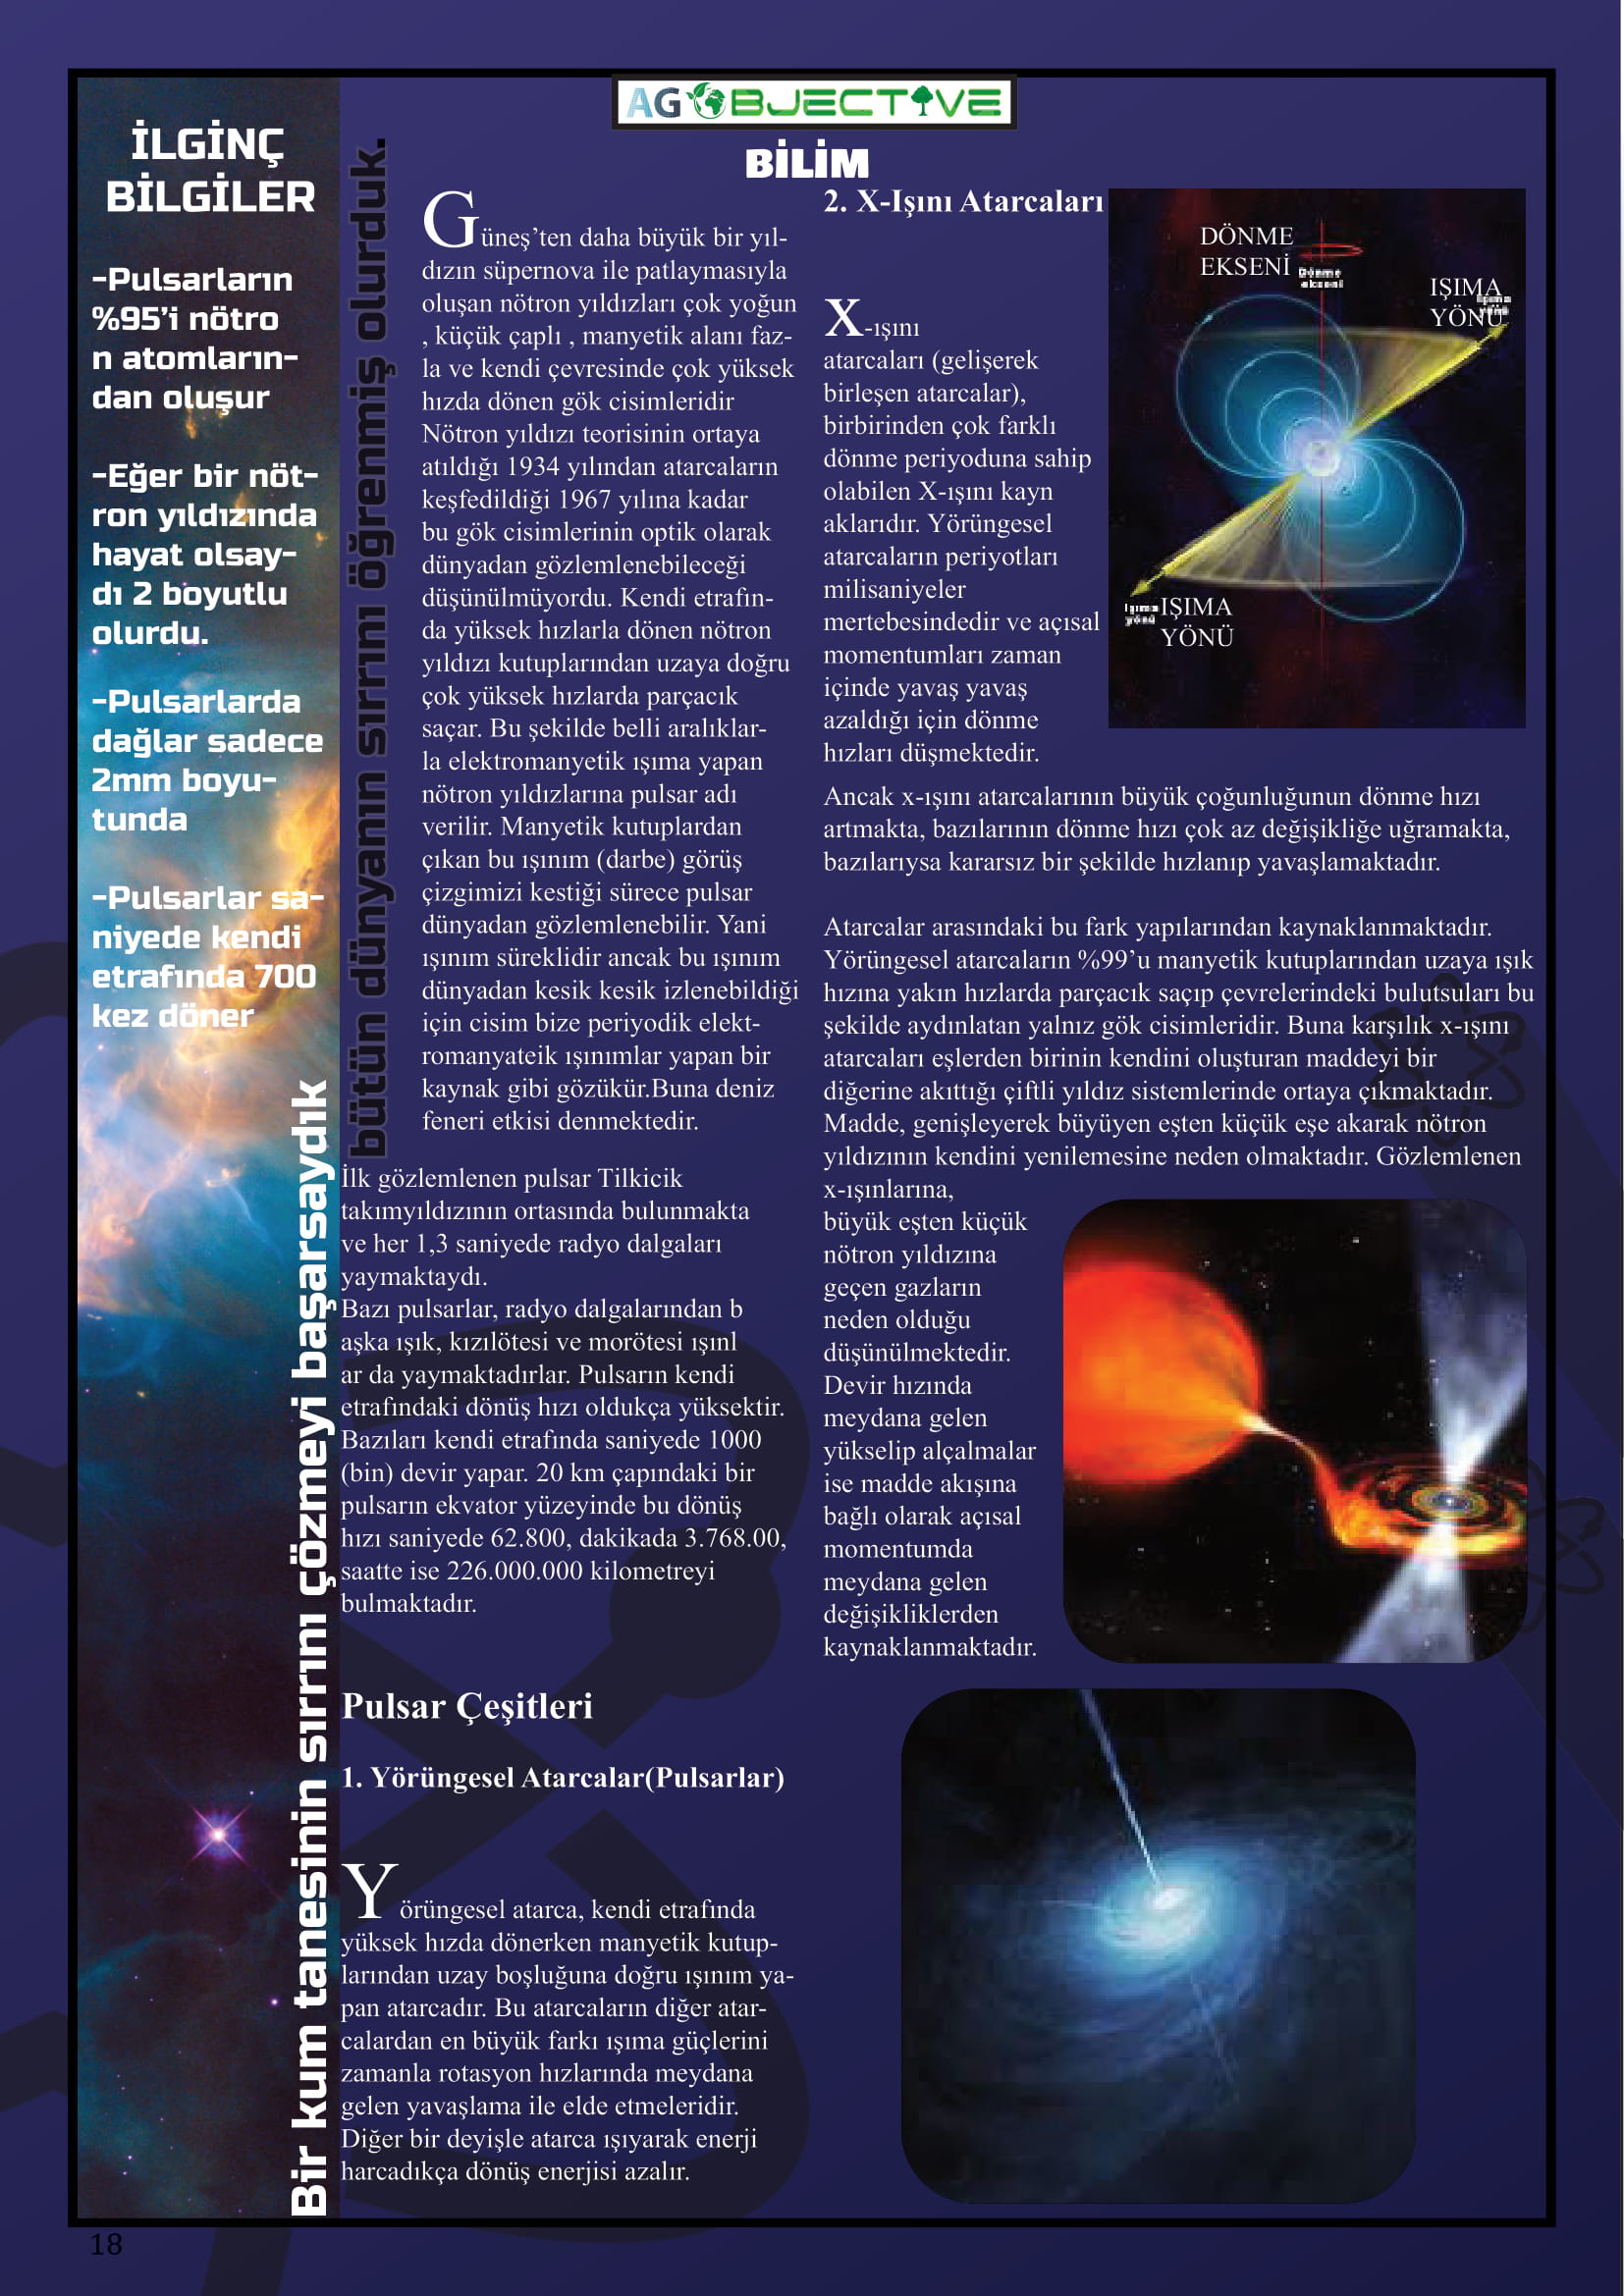 AG OBJECTIVE
BİLİM
İLGİNÇ
BİLGİLER
-Pulsarların
%95'i nötro
n atomların-
dan oluşur
-Eğer bir nöt-
ron yıldızında
hayat olsay-
dı 2 boyutlu
olurdu.
-Pulsarlarda
dağlar sadece
2mm boyu-
tunda
-Pulsarlar sa-
niyede kendi
etrafında 700
kez döner
Bir kum tanesinin sırrını çözmeyi başarsaydık
bütün dünyanın sırrını öğrenmiş olurduk.
Güneş’ten daha büyük bir yıl-
dızın süpernova ile patlaymasıyla
oluşan nötron yıldızları çok yoğun
, küçük çaplı , manyetik alanı faz-
la ve kendi çevresinde çok yüksek
hızda dönen gök cisimleridir
Nötron yıldızı teorisinin ortaya
atıldığı 1934 yılından atarcaların
keşfedildiği 1967 yılına kadar
bu gök cisimlerinin optik olarak
dünyadan gözlemlenebileceği
düşünülmüyordu. Kendi etrafın-
da yüksek hızlarla dönen nötron
yıldızı kutuplarından uzaya doğru
çok yüksek hızlarda parçacık
saçar. Bu şekilde belli aralıklar-
la elektromanyetik ışıma yapan
nötron yıldızlarına pulsar adı
verilir. Manyetik kutuplardan
çıkan bu ışınım (darbe) görüş
çizgimizi kestiği sürece pulsar
dünyadan gözlemlenebilir. Yani
ışınım süreklidir ancak bu ışınım
dünyadan kesik kesik izlenebildiği
için cisim bize periyodik elekt-
romanyateik ışınımlar yapan bir
kaynak gibi gözükür.Buna deniz
feneri etkisi denmektedir.
İlk gözlemlenen pulsar Tilkicik
takımyıldızının ortasında bulunmakta
ve her 1,3 saniyede radyo dalgaları
yaymaktaydı.
Bazı pulsarlar, radyo dalgalarından b
aşka ışık, kızılötesi ve morötesi ışınl
ar da yaymaktadırlar. Pulsarın kendi
etrafındaki dönüş hızı oldukça yüksektir.
Bazıları kendi etrafında saniyede 1000
(bin) devir yapar. 20 km çapındaki bir
pulsarın ekvator yüzeyinde bu dönüş
hızı saniyede 62.800, dakikada 3.768.00,
saatte ise 226.000.000 kilometreyi
bulmaktadır.
Pulsar Çeşitleri
1. Yörüngesel Atarcalar(Pulsarlar)
Yörüngesel atarca, kendi etrafında
yüksek hızda dönerken manyetik kutup-
larından uzay boşluğuna doğru ışınım ya-
pan atarcadır. Bu atarcaların diğer atar-
calardan en büyük farkı ışıma güçlerini
zamanla rotasyon hızlarında meydana
gelen yavaşlama ile elde etmeleridir.
Diğer bir deyişle atarca ışıyarak enerji
harcadıkça dönüş enerjisi azalır.
2. X-Işını Atarcaları
X-ışını
atarcaları (gelişerek
birleşen atarcalar),
birbirinden çok farklı
dönme periyoduna sahip
olabilen X-ışını kayn
aklarıdır. Yörüngesel
atarcaların periyotları
milisaniyeler
mertebesindedir ve açısal
momentumları zaman
içinde yavaş yavaş
azaldığı için dönme
hızları düşmektedir.
DÖNME
EKSENİ
Dönme
ekseni
IŞIMA
YÖNÜ
Işıma
yönü
Işıma
yönü
IŞIMA
YÖNÜ
Ancak x-ışını atarcalarının büyük çoğunluğunun dönme hızı
artmakta, bazılarının dönme hızı çok az değişikliğe uğramakta,
bazılarıysa kararsız bir şekilde hızlanıp yavaşlamaktadır.
Atarcalar arasındaki bu fark yapılarından kaynaklanmaktadır.
Yörüngesel atarcaların %99’u manyetik kutuplarından uzaya ışık
hızına yakın hızlarda parçacık saçıp çevrelerindeki bulutsuları bu
şekilde aydınlatan yalnız gök cisimleridir. Buna karşılık x-ışını
atarcaları eşlerden birinin kendini oluşturan maddeyi bir
diğerine akıttığı çiftli yıldız sistemlerinde ortaya çıkmaktadır.
Madde, genişleyerek büyüyen eşten küçük eşe akarak nötron
yıldızının kendini yenilemesine neden olmaktadır. Gözlemlenen
x-ışınlarına,
büyük eşten küçük
nötron yıldızına
geçen gazların
neden olduğu
düşünülmektedir.
Devir hızında
meydana gelen
yükselip alçalmalar
ise madde akışına
bağlı olarak açısal
momentumda
meydana gelen
değişikliklerden
kaynaklanmaktadır.
18